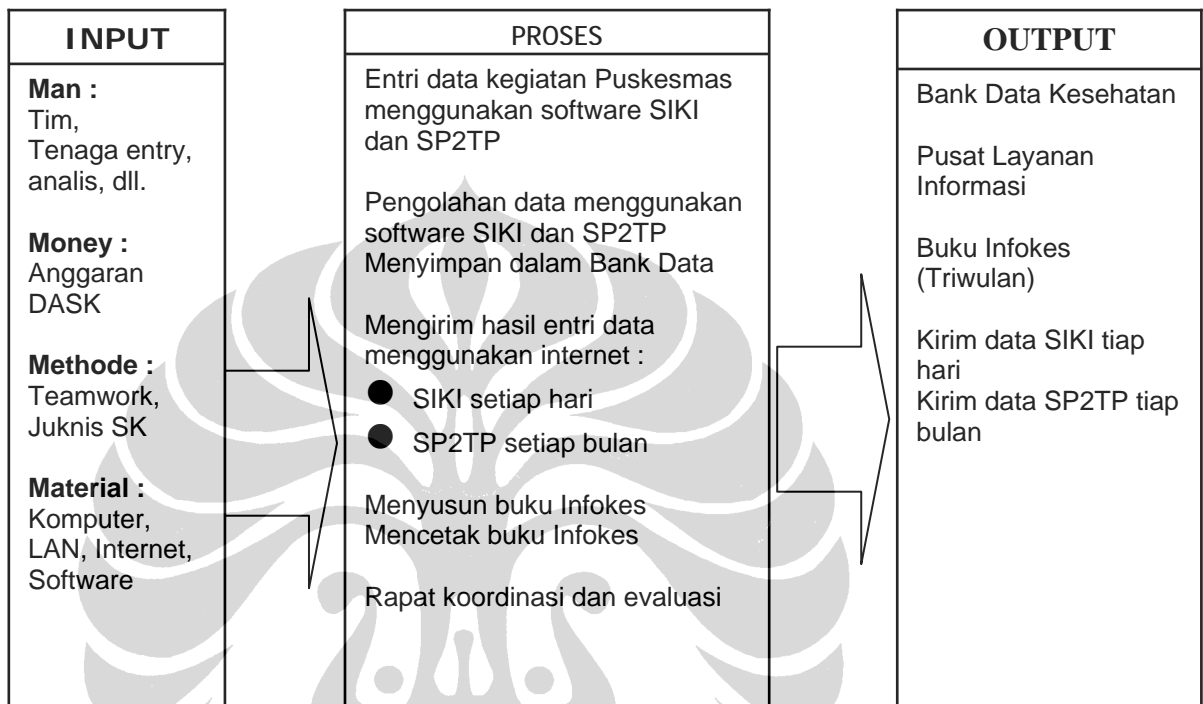 INPUT
Man :
Tim,
Tenaga entry,
analis, dll.
Money :
Anggaran
DASK
Methode :
Teamwork,
Juknis SK
Material :
Komputer,
LAN, Internet,
Software
PROSES
Entri data kegiatan Puskesmas
menggunakan software SIKI
dan SP2TP
Pengolahan data menggunakan
software SIKI dan SP2TP
Menyimpan dalam Bank Data
Mengirim hasil entri data
menggunakan internet :
● SIKI setiap hari
● SP2TP setiap bulan
Menyusun buku Infokes
Mencetak buku Infokes
Rapat koordinasi dan evaluasi
OUTPUT
Bank Data Kesehatan
Pusat Layanan
Informasi
Buku Infokes
(Triwulan)
Kirim data SIKI tiap
hari
Kirim data SP2TP tiap
bulan